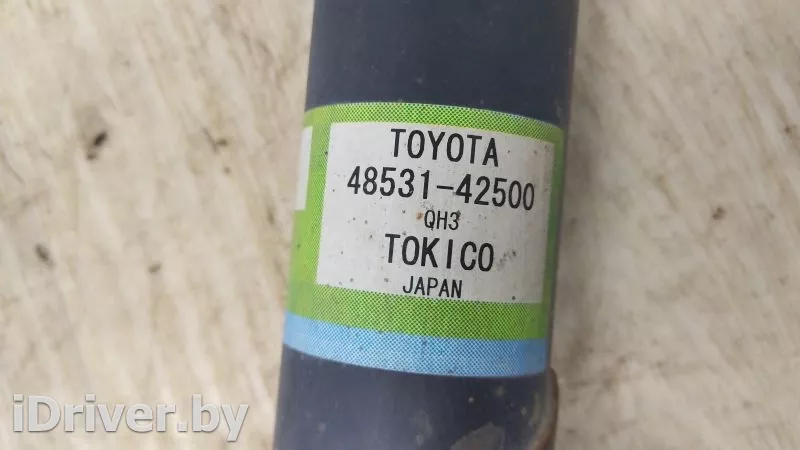 TOYOTA
48531-42500
QH3
TOKICO
JAPAN
iDriver.by